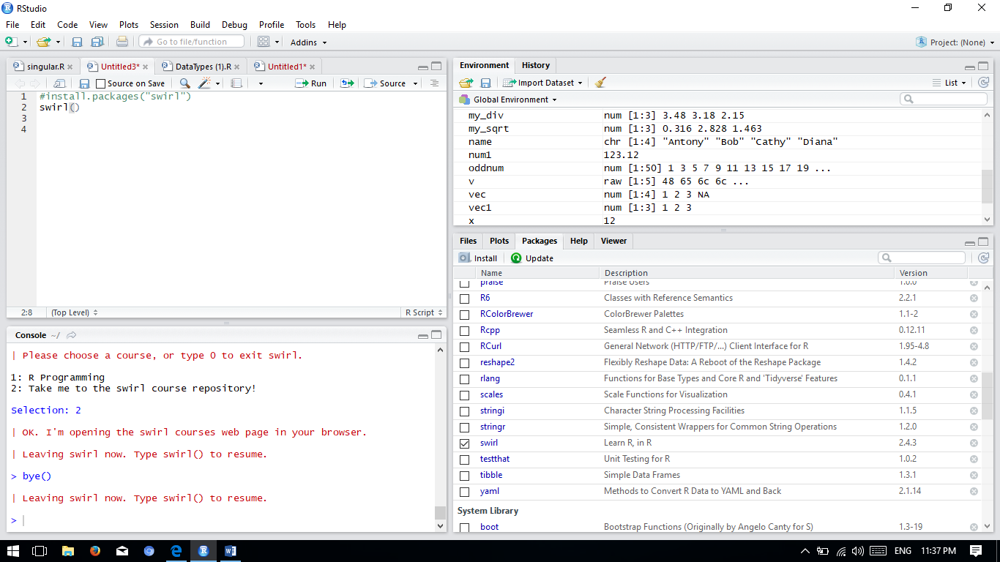 RStudio
File Edit Code View Plots Session Build Debug Profile Tools Help
Go to file/function Addins Project: (None)
singular.R Untitled3* DataTypes (1).R Untitled1*
Source on Save Run Source
1 #install.packages("swirl")
2 swirl()
3
4
2:8 (Top Level) R Script
Console ~/
| Please choose a course, or type 0 to exit swirl.
1: R Programming
2: Take me to the swirl course repository!
Selection: 2
| OK. I'm opening the swirl courses web page in your browser.
| Leaving swirl now. Type swirl() to resume.
> bye()
| Leaving swirl now. Type swirl() to resume.
>
Environment History
Import Dataset List
Global Environment
my_div num [1:3] 3.48 3.18 2.15
my_sqrt num [1:3] 0.316 2.828 1.463
name chr [1:4] "Antony" "Bob" "Cathy" "Diana"
num1 123.12
oddnum num [1:50] 1 3 5 7 9 11 13 15 17 19 ...
v raw [1:5] 48 65 6c 6c ...
vec num [1:4] 1 2 3 NA
vec1 num [1:3] 1 2 3
x 12
Files Plots Packages Help Viewer
Install Update
Name Description Version
praise Praise Users 1.0.0
R6 Classes with Reference Semantics 2.2.1
RColorBrewer ColorBrewer Palettes 1.1-2
Rcpp Seamless R and C++ Integration 0.12.11
RCurl General Network (HTTP/FTP/...) Client Interface for R 1.95-4.8
reshape2 Flexibly Reshape Data: A Reboot of the Reshape Package 1.4.2
rlang Functions for Base Types and Core R and 'Tidyverse' Features 0.1.1
scales Scale Functions for Visualization 0.4.1
stringi Character String Processing Facilities 1.1.5
stringr Simple, Consistent Wrappers for Common String Operations 1.2.0
swirl Learn R, in R 2.4.3
testthat Unit Testing for R 1.0.2
tibble Simple Data Frames 1.3.1
yaml Methods to Convert R Data to YAML and Back 2.1.14
System Library
boot Bootstrap Functions (Originally by Angelo Canty for S) 1.3-19
ENG 11:37 PM